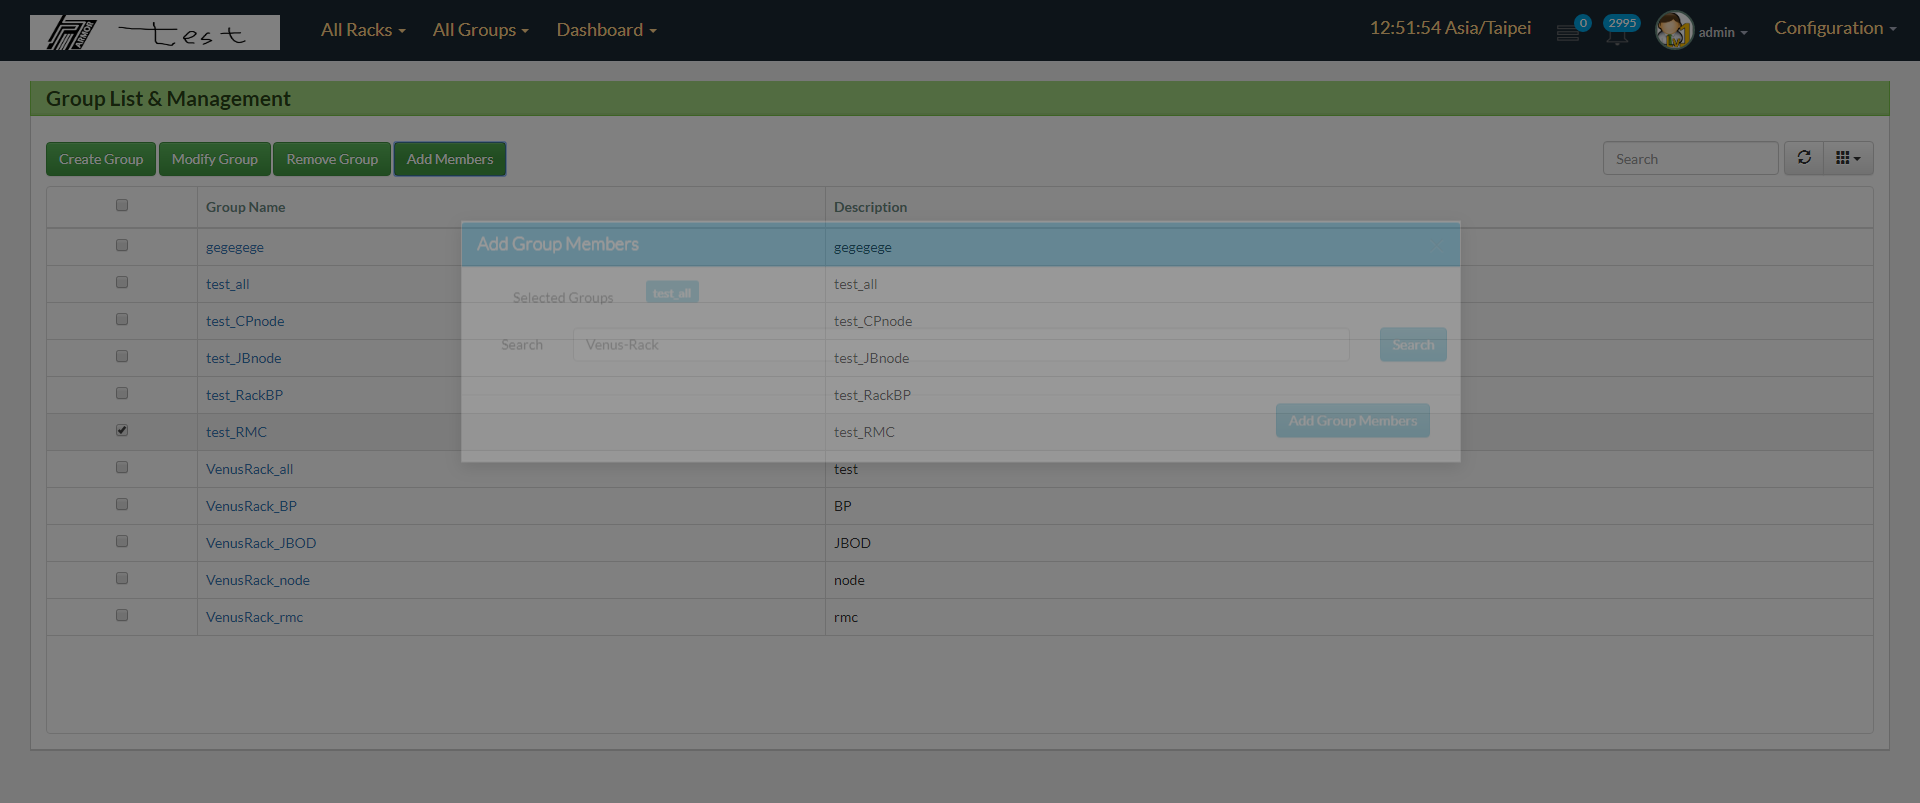 ARMOR test All Racks All Groups Dashboard 12:51:54 Asia/Taipei 0 2995 admin Configuration
Group List & Management
Create Group Modify Group Remove Group Add Members Search
Group Name Description
gegegege gegegege
test_all test_all
test_CPnode test_CPnode
test_JBnode test_JBnode
test_RackBP test_RackBP
test_RMC test_RMC
VenusRack_all test
VenusRack_BP BP
VenusRack_JBOD JBOD
VenusRack_node node
VenusRack_rmc rmc
Add Group Members
Selected Groups test_all
Search Venus-Rack Search
Add Group Members